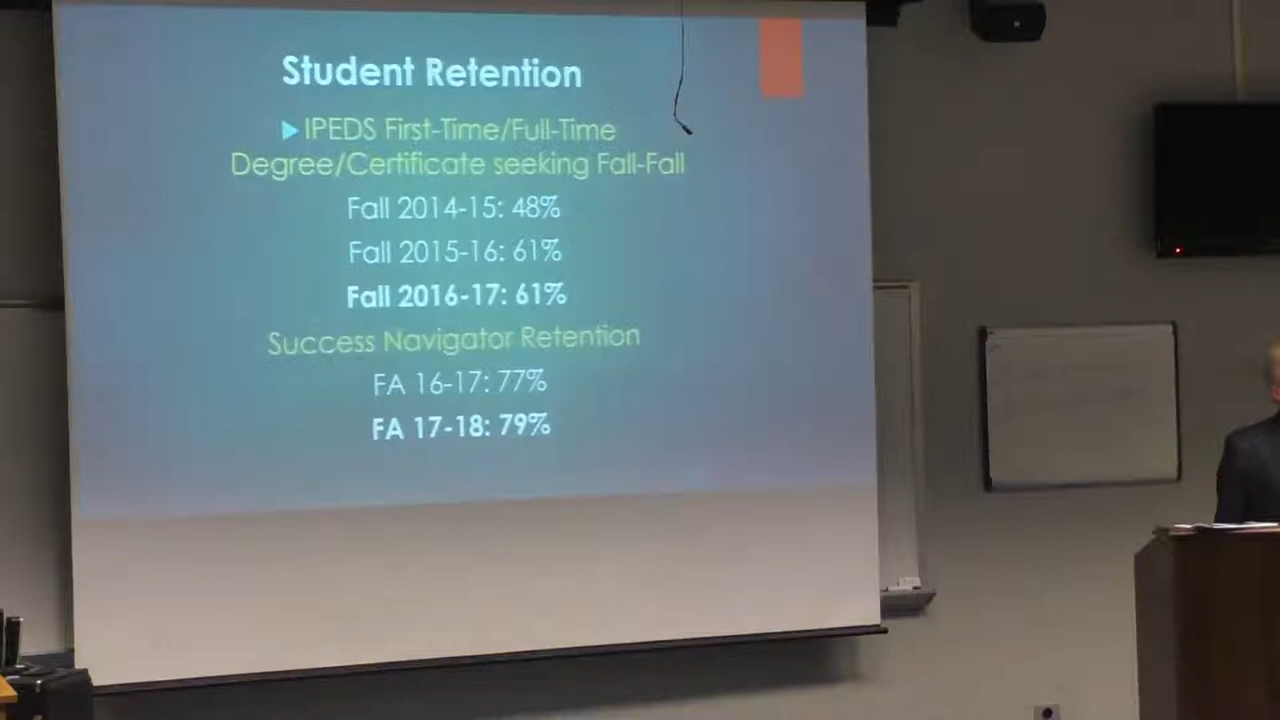 Student Retention
IPEDS First-Time/Full-Time
Degree/Certificate seeking Fall-Fall
Fall 2014-15: 48%
Fall 2015-16: 61%
Fall 2016-17: 61%
Success Navigator Retention
FA 16-17: 77%
FA 17-18: 79%